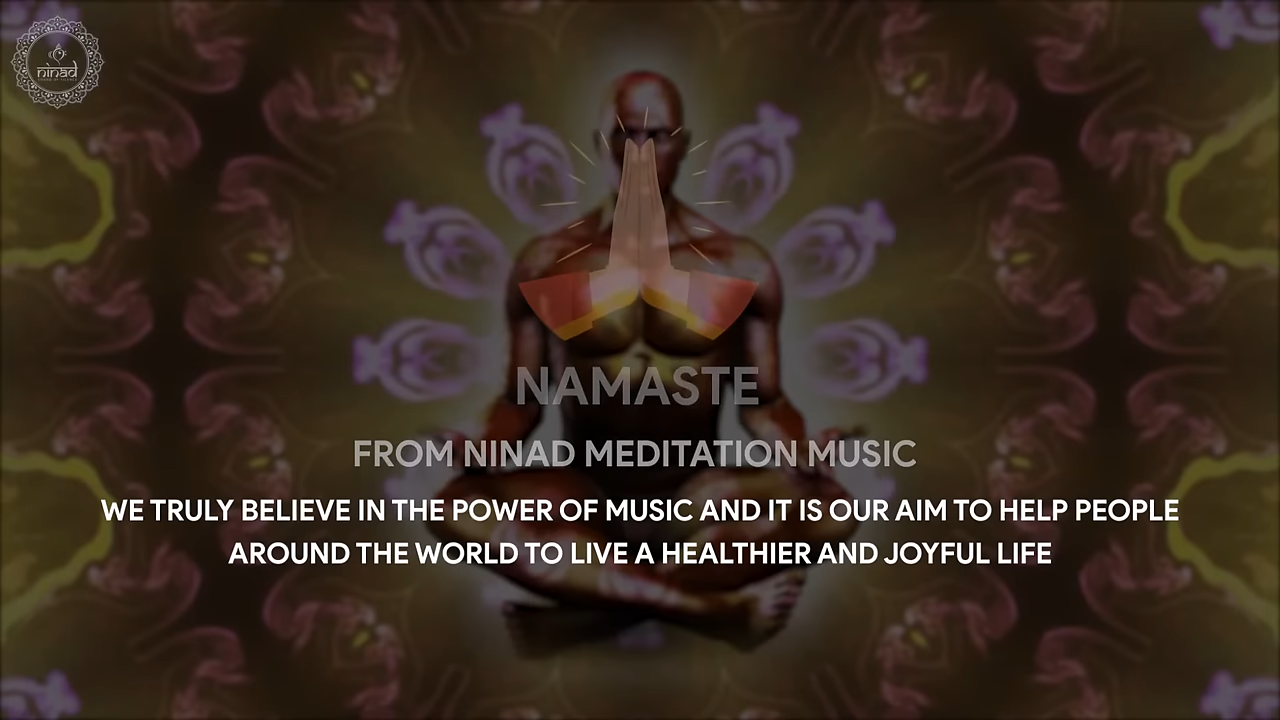 ninad
NAMASTE
FROM NINAD MEDITATION MUSIC
WE TRULY BELIEVE IN THE POWER OF MUSIC AND IT IS OUR AIM TO HELP PEOPLE
AROUND THE WORLD TO LIVE A HEALTHIER AND JOYFUL LIFE